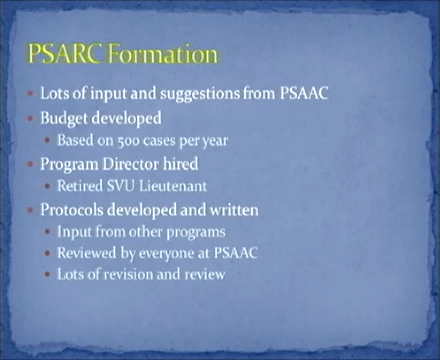 PSARC Formation
• Lots of input and suggestions from PSAAC
• Budget developed
• Based on 500 cases per year
• Program Director hired
• Retired SVU Lieutenant
• Protocols developed and written
• Input from other programs
• Reviewed by everyone at PSAAC
• Lots of revision and review